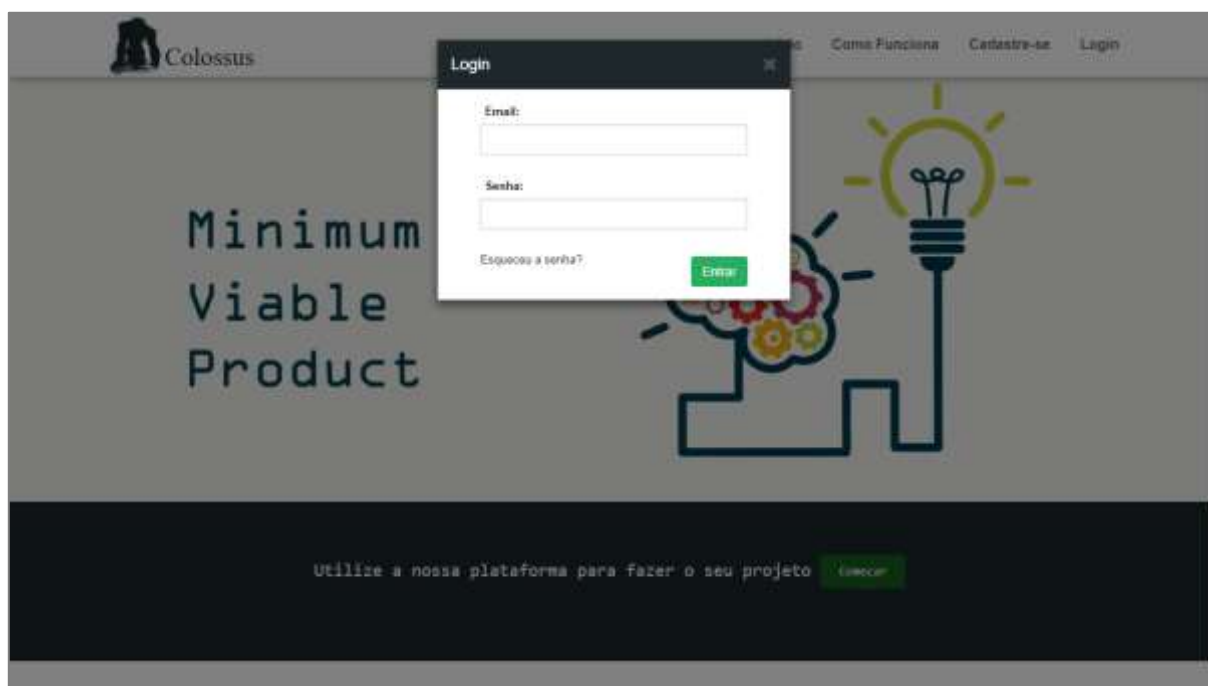 Colossus
Como Funciona
Cadastre-se
Login
Login
Email:
Senha:
Esqueceu a senha?
Entrar
Minimum
Viable
Product
Utilize a nossa plataforma para fazer o seu projeto
Começar